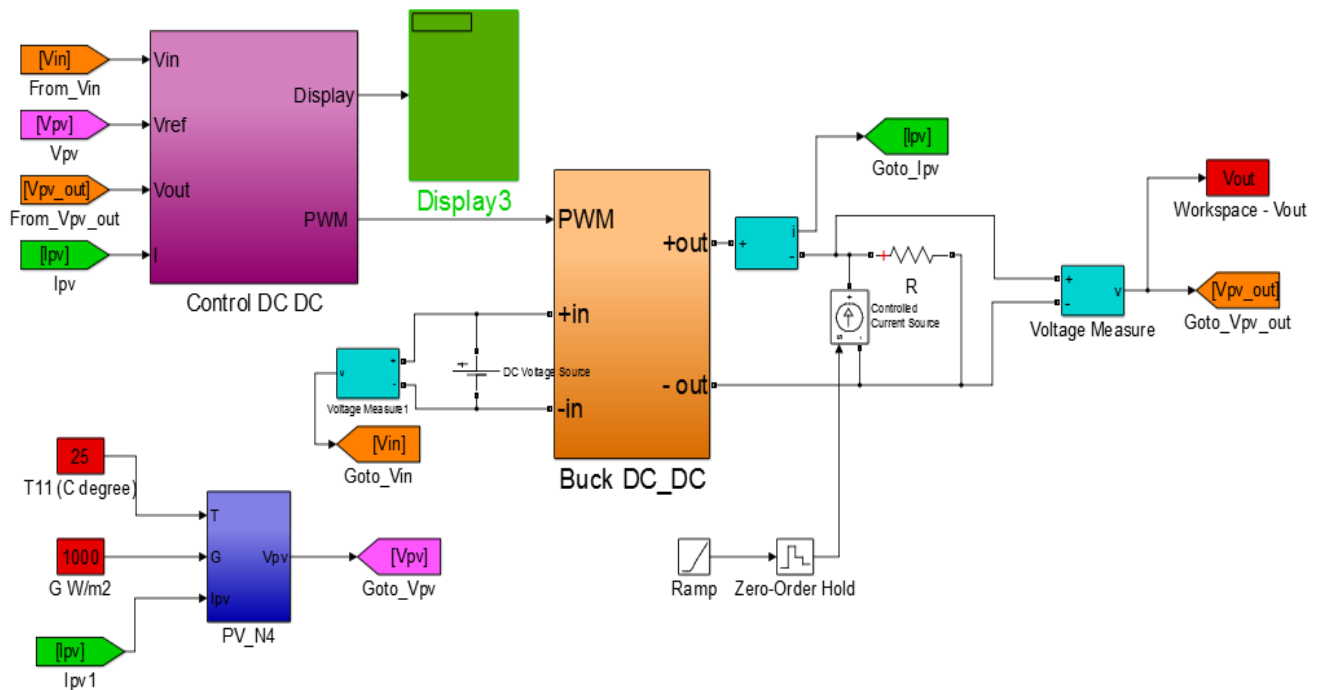 [Vin]
From_Vin
[Vpv]
Vpv
[Vpv_out]
From_Vpv_out
[Ipv]
Ipv
Vin
Vref
Vout
I
Display
PWM
Control DC DC
Display3
PWM
+in
-in
+out
- out
Buck DC_DC
[Ipv]
Goto_Ipv
+
i
-
+
R
+
s
-
Controlled
Current Source
+
-
v
Voltage Measure
Vout
Workspace - Vout
[Vpv_out]
Goto_Vpv_out
v
+
-
Voltage Measure1
+
DC Voltage Source
[Vin]
Goto_Vin
25
T11 (C degree)
1000
G W/m2
[Ipv]
Ipv1
T
G
Ipv
Vpv
PV_N4
[Vpv]
Goto_Vpv
Ramp
Zero-Order Hold